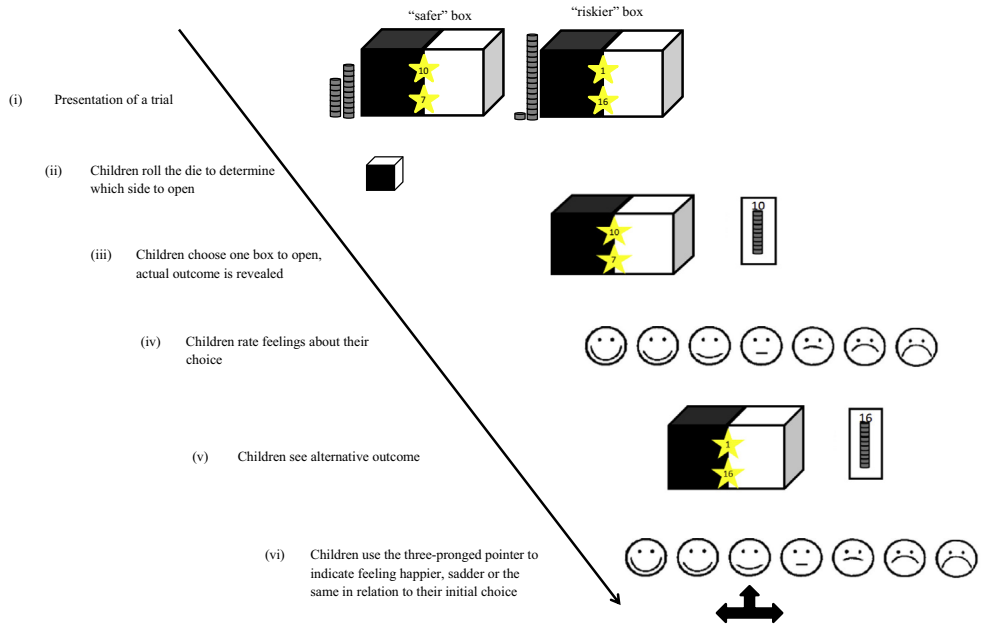 “safer” box
“riskier” box
10
7
1
16
(i) Presentation of a trial
(ii) Children roll the die to determine
which side to open
10
7
10
(iii) Children choose one box to open,
actual outcome is revealed
(iv) Children rate feelings about their
choice
1
16
16
(v) Children see alternative outcome
(vi) Children use the three-pronged pointer to
indicate feeling happier, sadder or the
same in relation to their initial choice